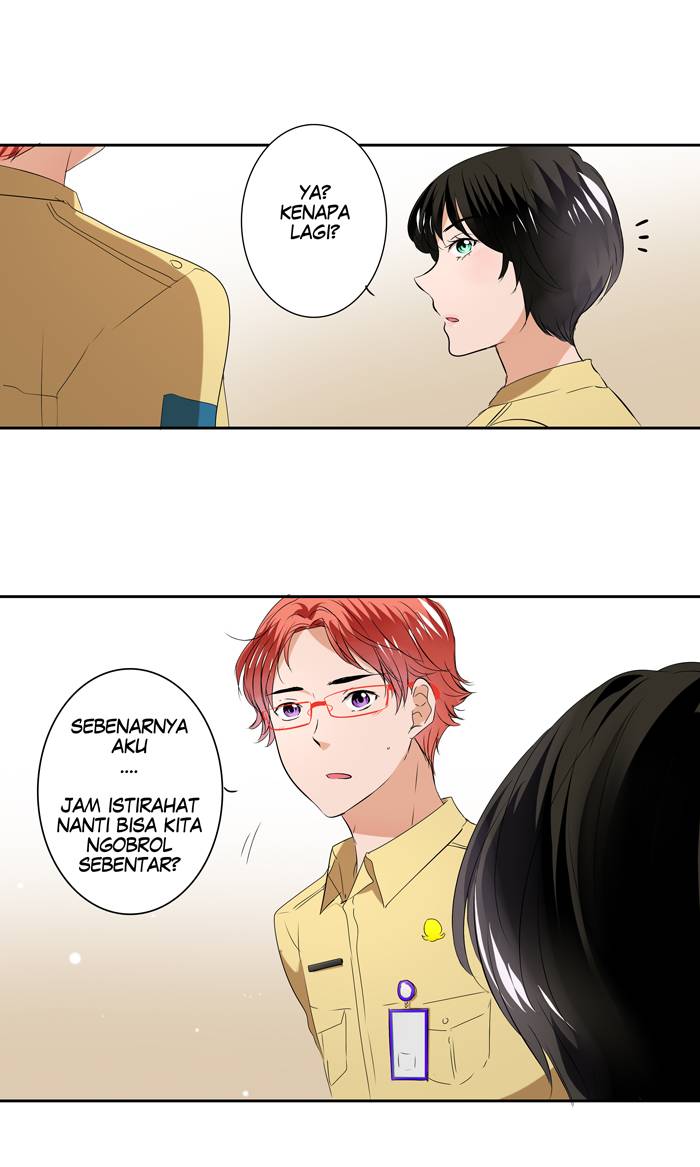 YA?
KENAPA
LAGI?
SEBENARNYA
AKU
....
JAM ISTIRAHAT
NANTI BISA KITA
NGOBROL
SEBENTAR?